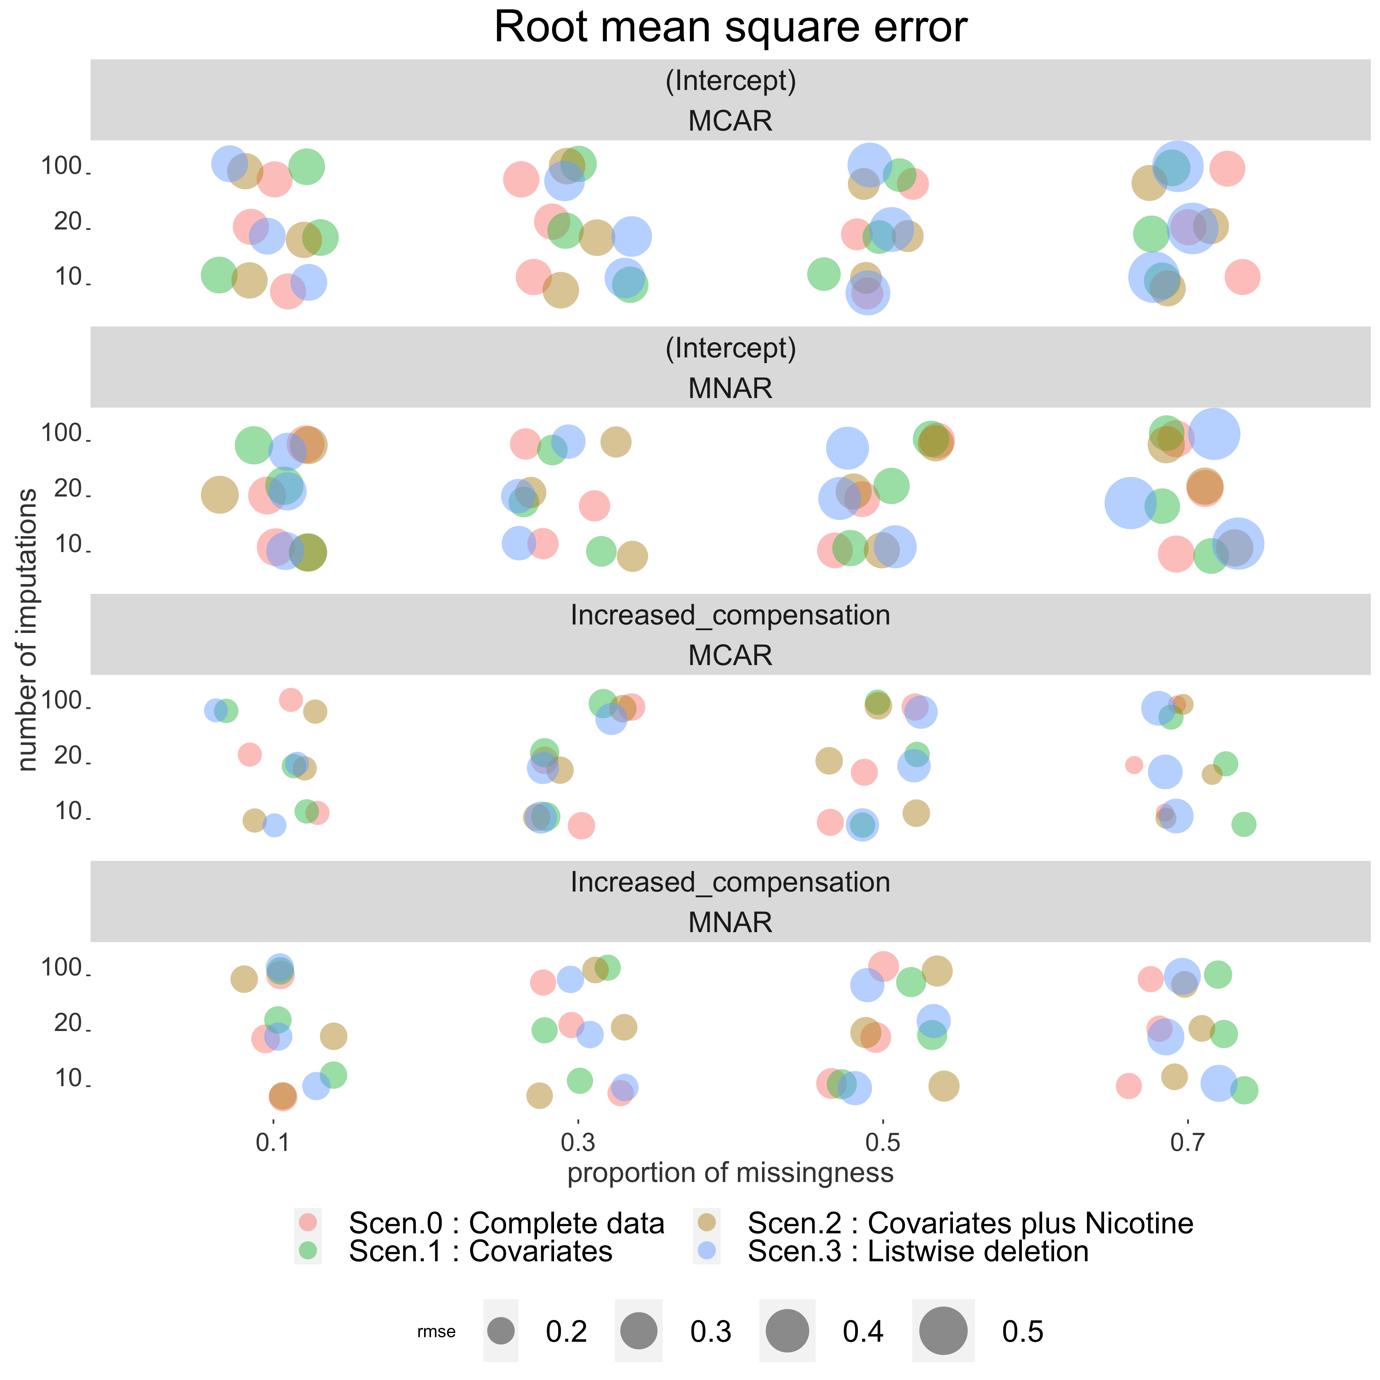 Root mean square error
(Intercept)
MCAR
100
20
10
(Intercept)
MNAR
100
20
10
Increased_compensation
MCAR
100
20
10
Increased_compensation
MNAR
100
20
10
number of imputations
0.1 0.3 0.5 0.7
proportion of missingness
Scen.0 : Complete data Scen.2 : Covariates plus Nicotine
Scen.1 : Covariates Scen.3 : Listwise deletion
rmse 0.2 0.3 0.4 0.5